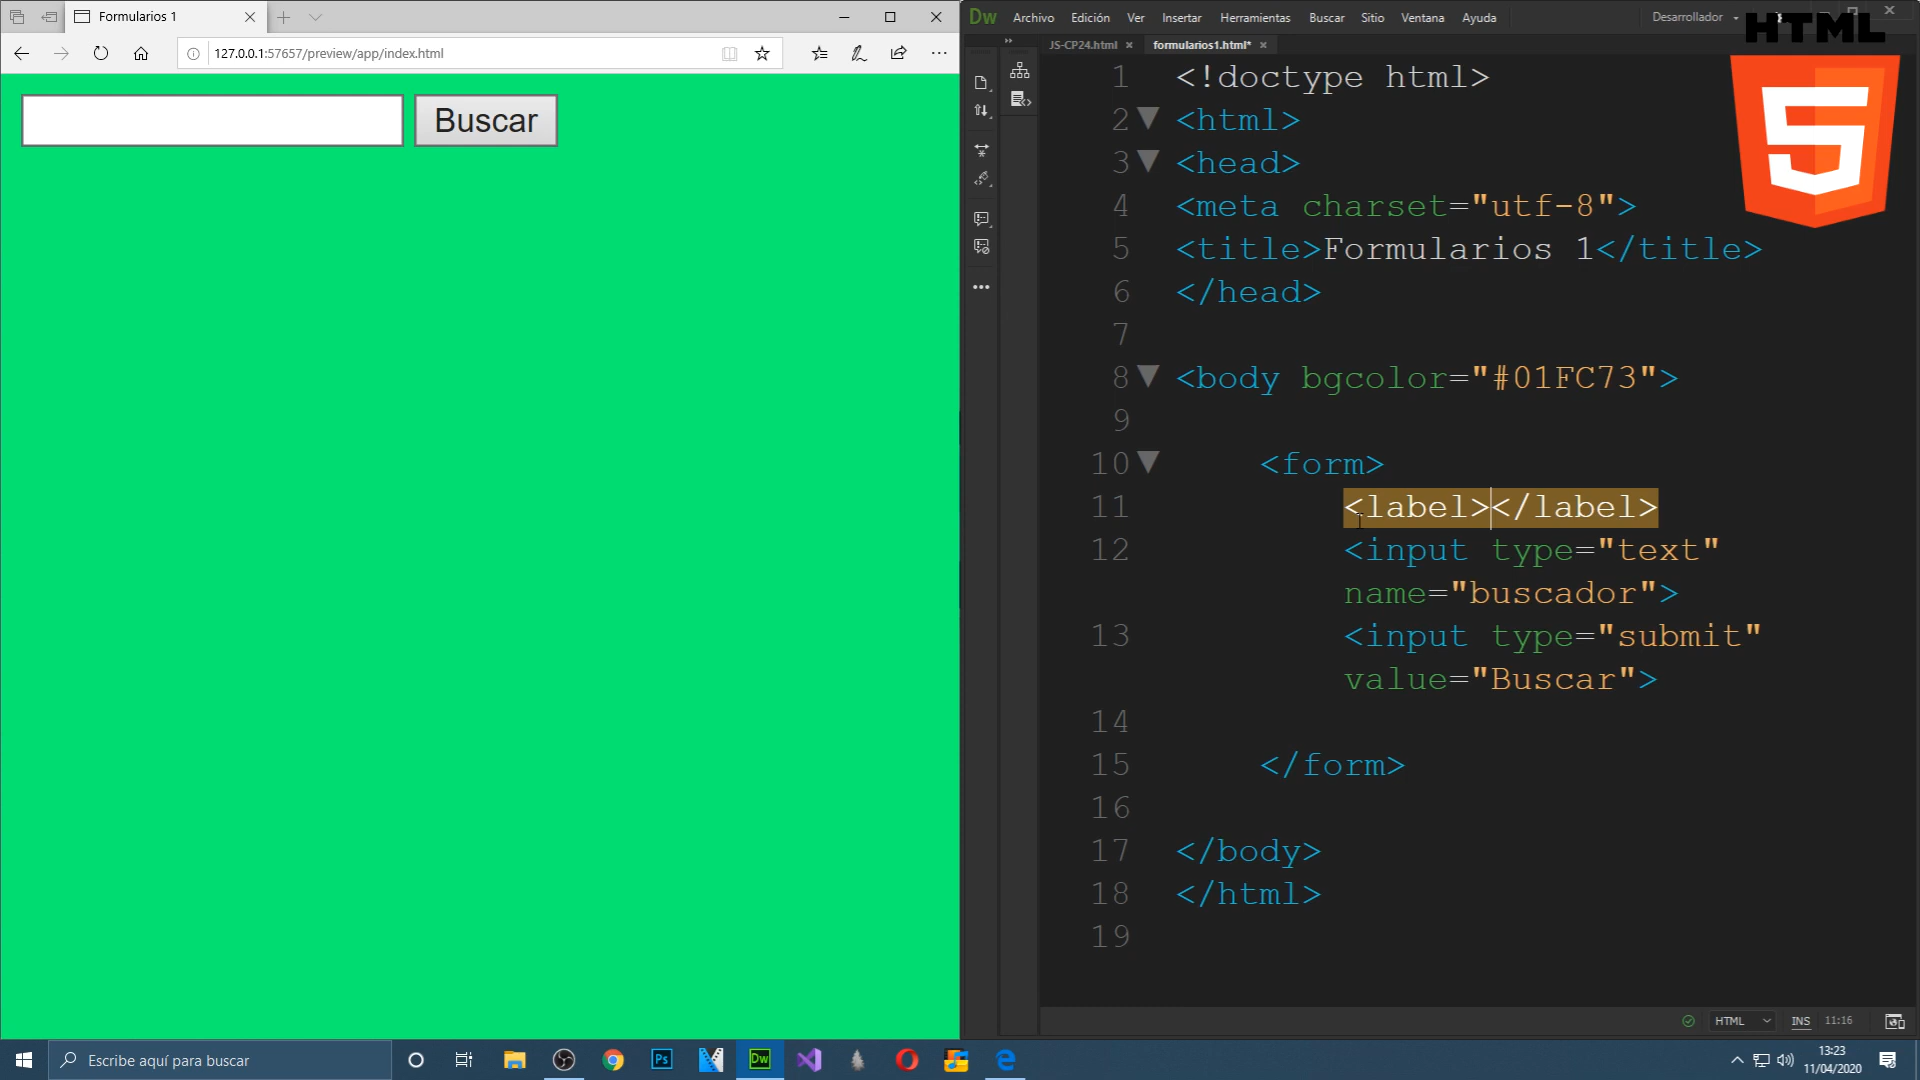 Formularios 1
127.0.0.1:57657/preview/app/index.html
Buscar
Dw Archivo Edición Ver Insertar Herramientas Buscar Sitio Ventana Ayuda Desarrollador
HTML
5
JS-CP24.html formularios1.html*
1 <!doctype html>
2 <html>
3 <head>
4 <meta charset="utf-8">
5 <title>Formularios 1</title>
6 </head>
7
8 <body bgcolor="#01FC73">
9
10 <form>
11 <label></label>
12 <input type="text"
name="buscador">
13 <input type="submit"
value="Buscar">
14
15 </form>
16
17 </body>
18 </html>
19
HTML INS 11:16
Escribe aquí para buscar
Ps
Dw
13:23
11/04/2020